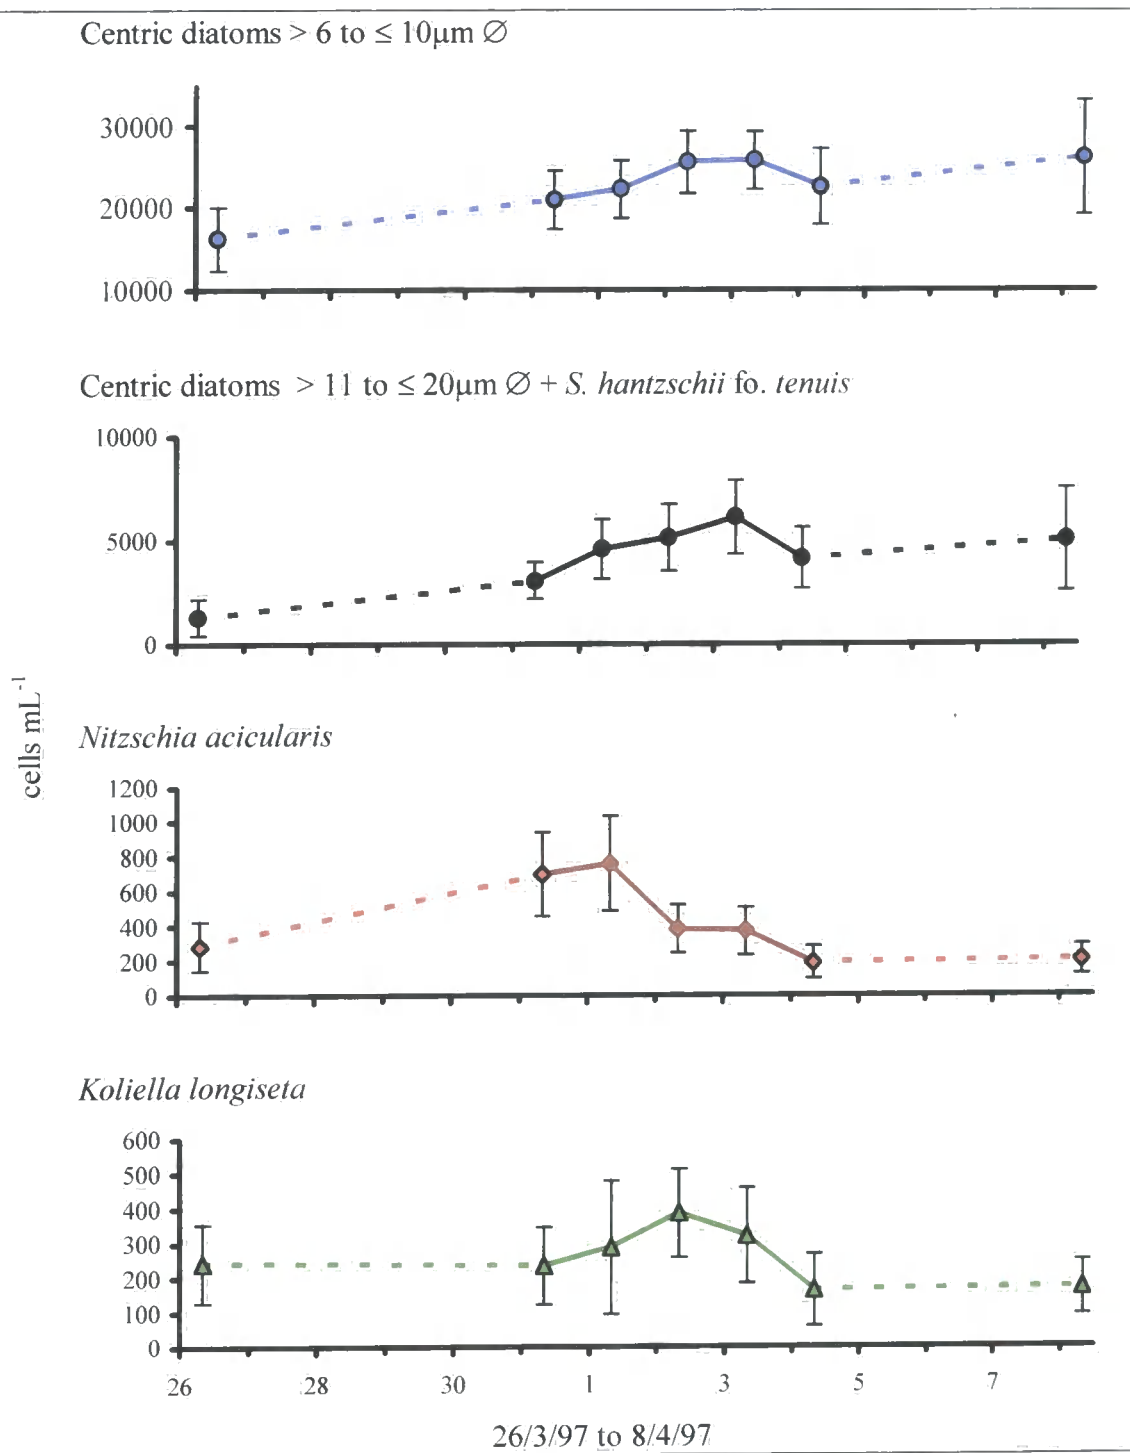 Centric diatoms > 6 to ≤ 10µm ∅
30000
20000
10000
Centric diatoms > 11 to ≤ 20µm ∅ + S. hantzschii fo. tenuis
10000
5000
0
cells mL-1
Nitzschia acicularis
1200
1000
800
600
400
200
0
Koliella longiseta
600
500
400
300
200
100
0
26 28 30 1 3 5 7
26/3/97 to 8/4/97